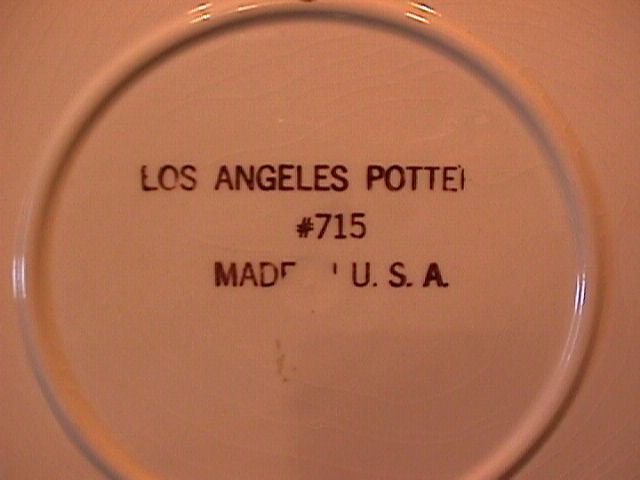 LOS ANGELES POTTE
#715
MADE U. S. A.